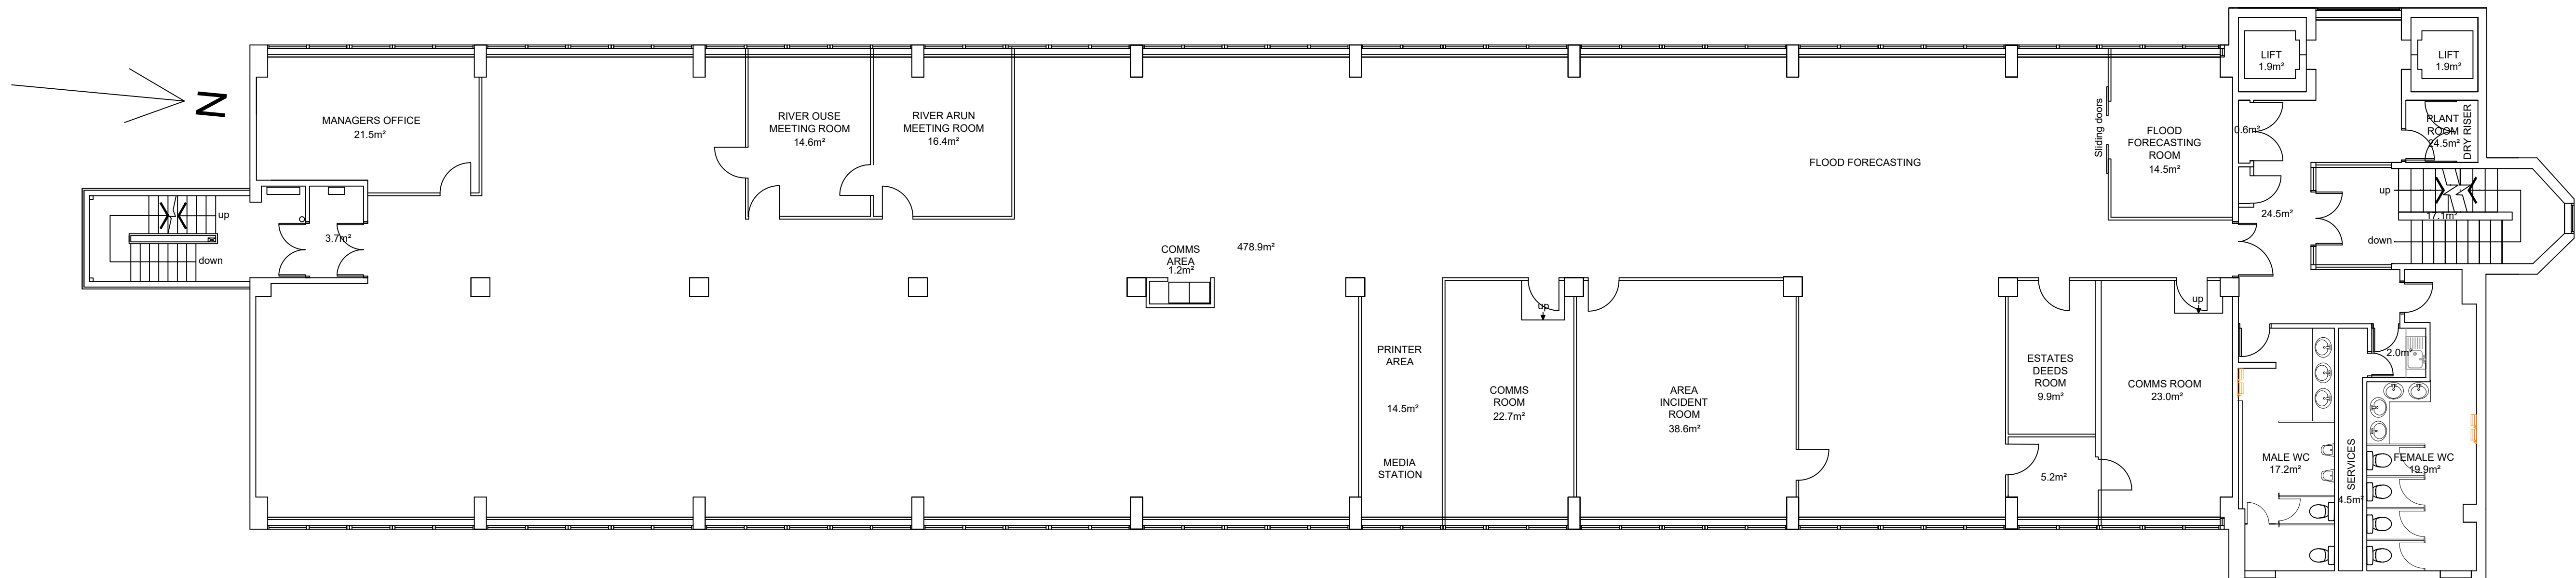 N
MANAGERS OFFICE
21.5m²
RIVER OUSE
MEETING ROOM
14.6m²
RIVER ARUN
MEETING ROOM
16.4m²
FLOOD FORECASTING
Sliding doors
FLOOD
FORECASTING
ROOM
14.5m²
LIFT
1.9m²
LIFT
1.9m²
0.6m²
PLANT
ROOM
24.5m²
DRY RISER
up
down
3.7m²
up
down
17.1m²
24.5m²
COMMS
AREA
1.2m²
478.9m²
PRINTER
AREA
14.5m²
MEDIA
STATION
up
COMMS
ROOM
22.7m²
AREA
INCIDENT
ROOM
38.6m²
ESTATES
DEEDS
ROOM
9.9m²
5.2m²
up
COMMS ROOM
23.0m²
MALE WC
17.2m²
SERVICES
4.5m²
2.0m²
FEMALE WC
19.9m²